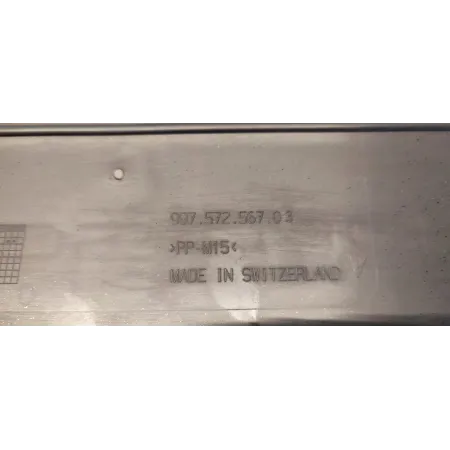 997.572.567.03
>PP-M15<
MADE IN SWITZERLAND